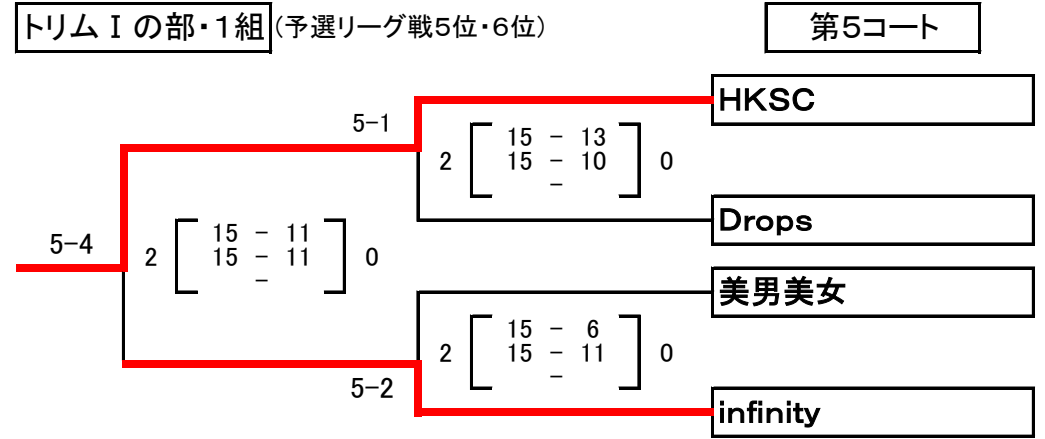 トリムⅠの部・1組 (予選リーグ戦5位・6位) 第5コート
HKSC
5-1
2 15 - 13 0
15 - 10
-
Drops
5-4
2 15 - 11 0
15 - 11
-
美男美女
2 15 - 6 0
15 - 11
-
5-2
infinity